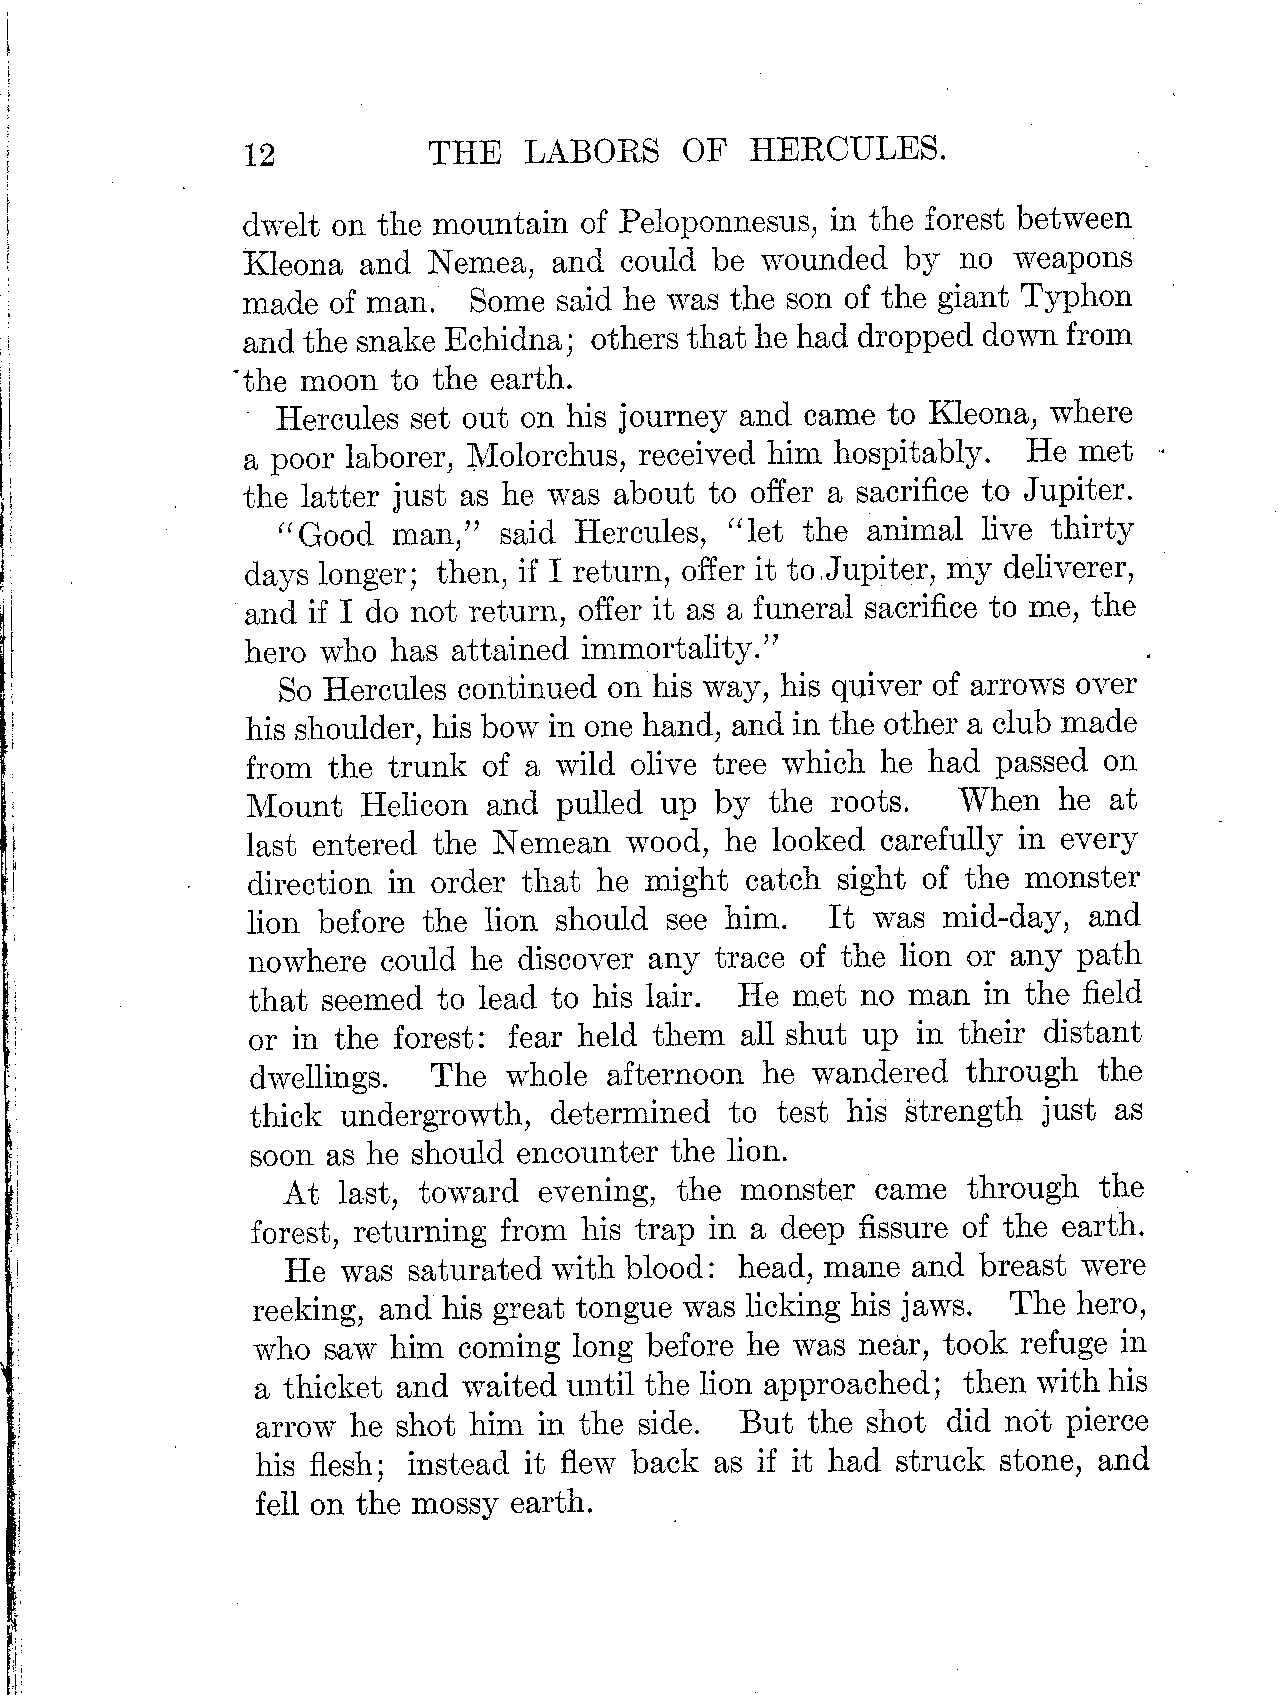 12 THE LABORS OF HERCULES.
dwelt on the mountain of Peloponnesus, in the forest between
Kleona and Nemea, and could be wounded by no weapons
made of man. Some said he was the son of the giant Typhon
and the snake Echidna; others that he had dropped down from
the moon to the earth.
Hercules set out on his journey and came to Kleona, where
a poor laborer, Molorchus, received him hospitably. He met
the latter just as he was about to offer a sacrifice to Jupiter.
"Good man," said Hercules, "let the animal live thirty
days longer; then, if I return, offer it to Jupiter, my deliverer,
and if I do not return, offer it as a funeral sacrifice to me, the
hero who has attained immortality."
So Hercules continued on his way, his quiver of arrows over
his shoulder, his bow in one hand, and in the other a club made
from the trunk of a wild olive tree which he had passed on
Mount Helicon and pulled up by the roots. When he at
last entered the Nemean wood, he looked carefully in every
direction in order that he might catch sight of the monster
lion before the lion should see him. It was mid-day, and
nowhere could he discover any trace of the lion or any path
that seemed to lead to his lair. He met no man in the field
or in the forest: fear held them all shut up in their distant
dwellings. The whole afternoon he wandered through the
thick undergrowth, determined to test his strength just as
soon as he should encounter the lion.
At last, toward evening, the monster came through the
forest, returning from his trap in a deep fissure of the earth.
He was saturated with blood: head, mane and breast were
reeking, and his great tongue was licking his jaws. The hero,
who saw him coming long before he was near, took refuge in
a thicket and waited until the lion approached; then with his
arrow he shot him in the side. But the shot did not pierce
his flesh; instead it flew back as if it had struck stone, and
fell on the mossy earth.